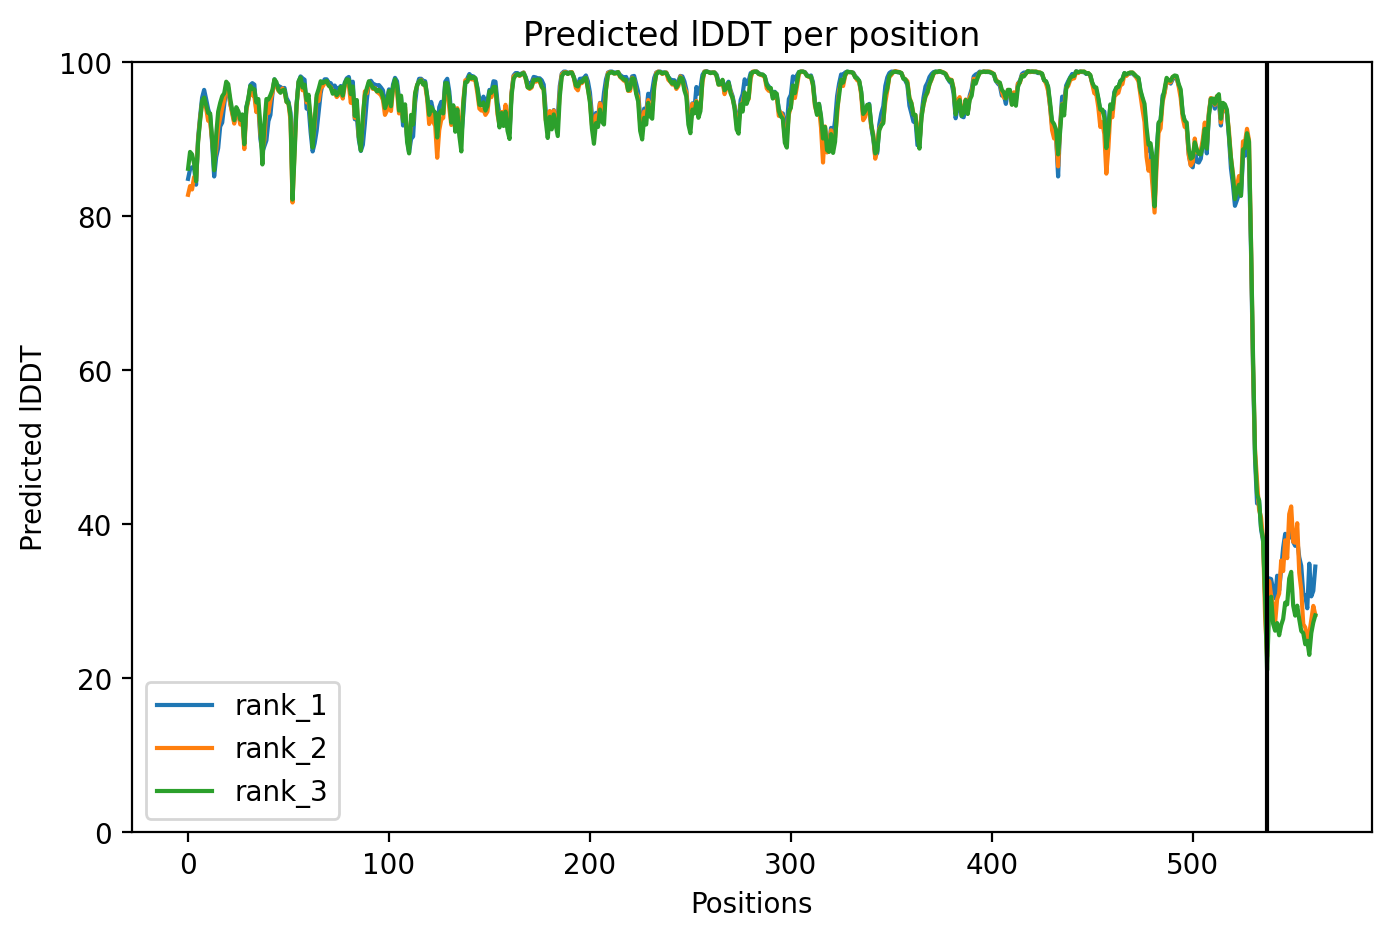 Predicted lDDT per position
100
80
60
40
20
0
Predicted lDDT
rank_1
rank_2
rank_3
0 100 200 300 400 500
Positions